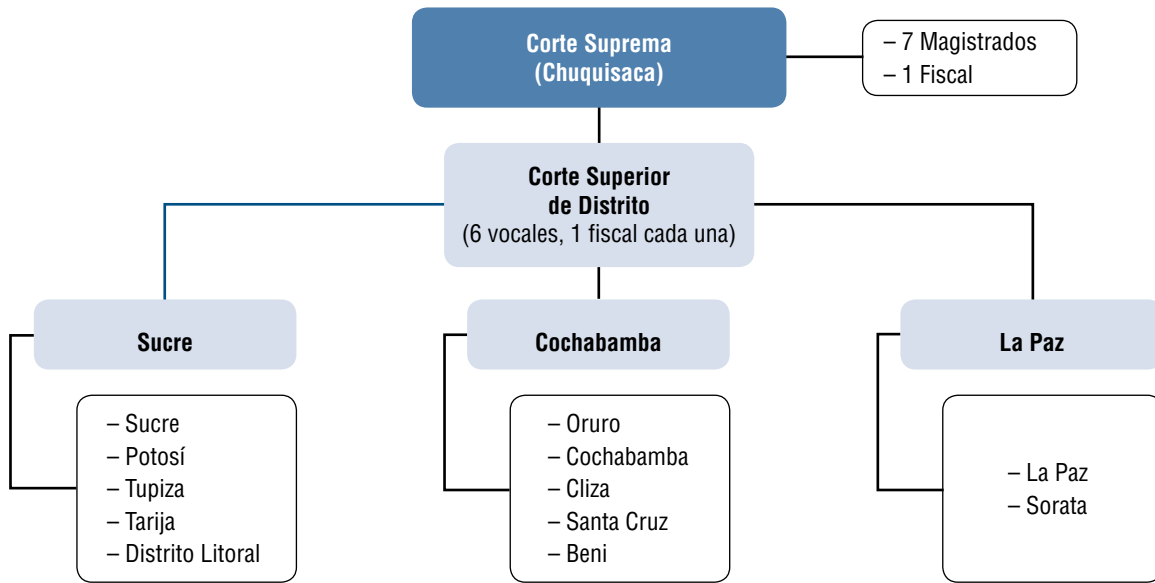 Corte Suprema
(Chuquisaca)
– 7 Magistrados
– 1 Fiscal
Corte Superior
de Distrito
(6 vocales, 1 fiscal cada una)
Sucre
– Sucre
– Potosí
– Tupiza
– Tarija
– Distrito Litoral
Cochabamba
– Oruro
– Cochabamba
– Cliza
– Santa Cruz
– Beni
La Paz
– La Paz
– Sorata